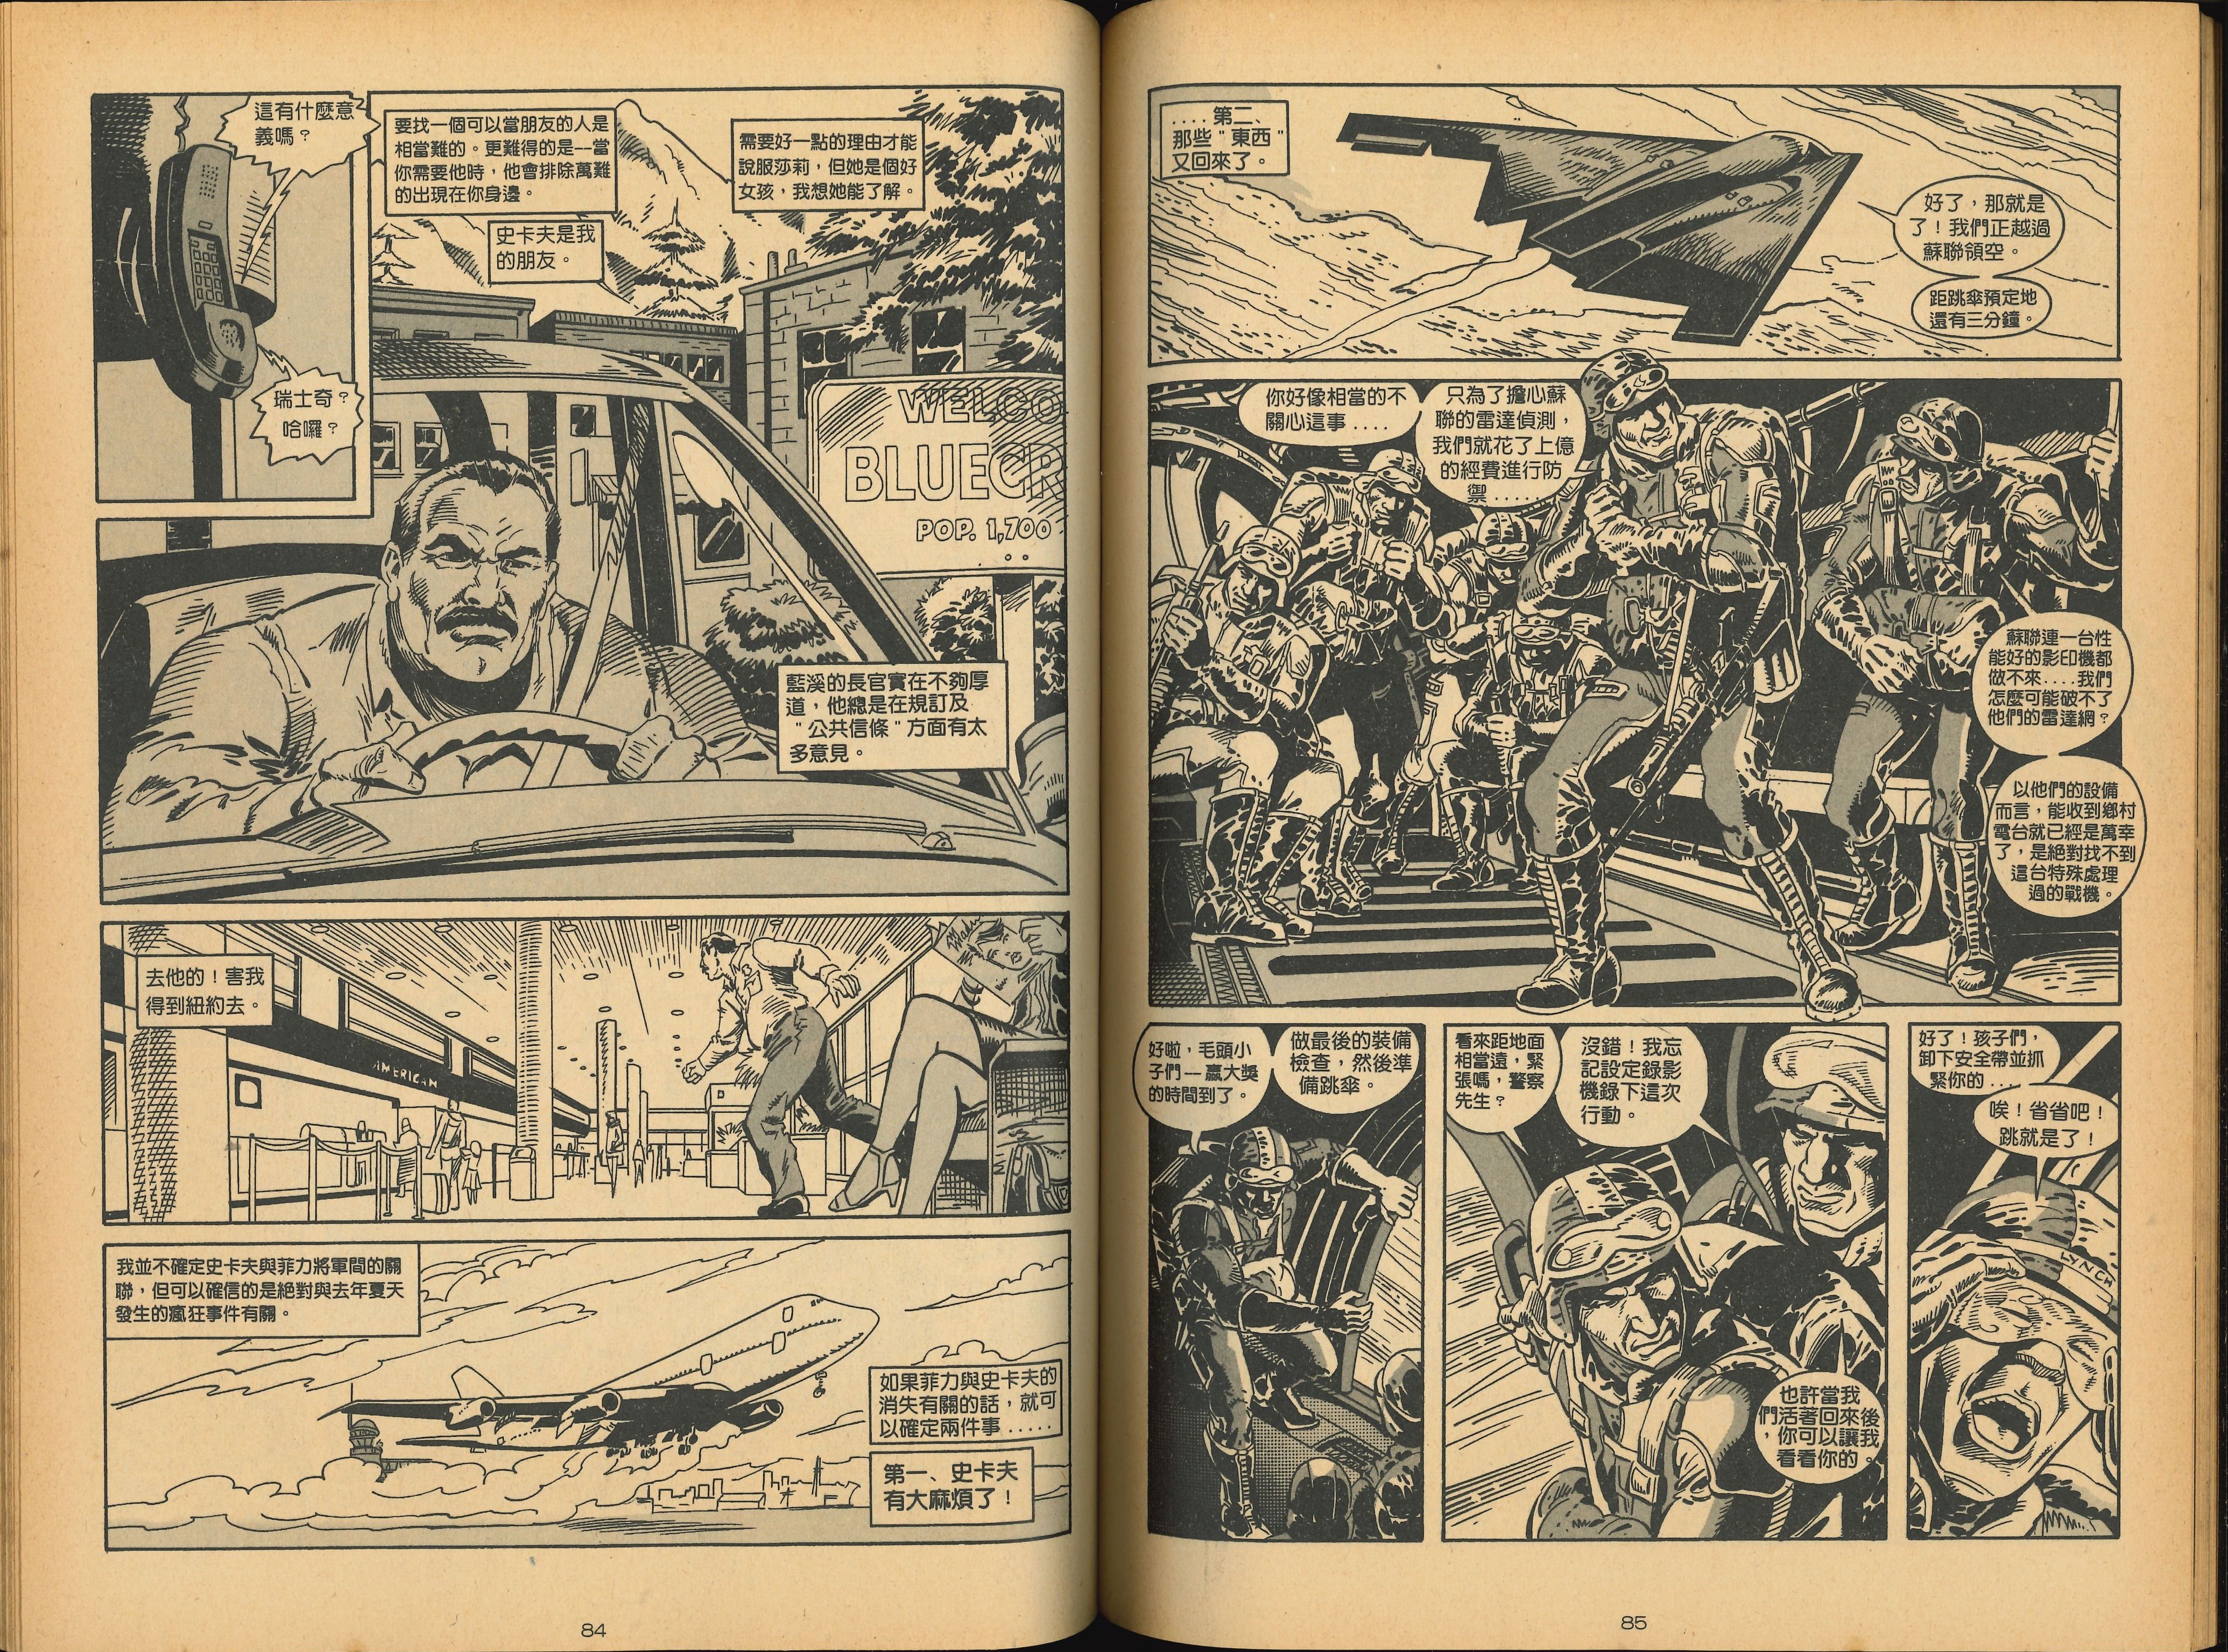 這有什麼意
義嗎？
瑞士奇？
哈囉？
要找一個可以當朋友的人是
相當難的。更難得的是--當
你需要他時，他會排除萬難
的出現在你身邊。
史卡夫是我
的朋友。
需要好一點的理由才能
說服莎莉，但她是個好
女孩，我想她能了解。
WELCO
BLUECR
POP. 1,700
藍溪的長官實在不夠厚
道，他總是在規訂及
"公共信條"方面有太
多意見。
去他的！害我
得到紐約去。
AMERICAN
我並不確定史卡夫與菲力將軍間的關
聯，但可以確信的是絕對與去年夏天
發生的瘋狂事件有關。
如果菲力與史卡夫的
消失有關的話，就可
以確定兩件事.....
第一、史卡夫
有大麻煩了！
84
....第二、
那些"東西"
又回來了。
好了，那就是
了！我們正越過
蘇聯領空。
距跳傘預定地
還有三分鐘。
你好像相當的不
關心這事....
只為了擔心蘇
聯的雷達偵測，
我們就花了上億
的經費進行防
禦......
蘇聯連一台性
能好的影印機都
做不來....我們
怎麼可能破不了
他們的雷達網？
以他們的設備
而言，能收到鄉村
電台就已經是萬幸
了，是絕對找不到
這台特殊處理
過的戰機。
好啦，毛頭小
子們--贏大獎
的時間到了。
做最後的裝備
檢查，然後準
備跳傘。
看來距地面
相當遠，緊
張嗎，警察
先生？
沒錯！我忘
記設定錄影
機錄下這次
行動。
也許當我
們活著回來後
，你可以讓我
看看你的。
好了！孩子們，
卸下安全帶並抓
緊你的...
唉！省省吧！
跳就是了！
LYNCH
85